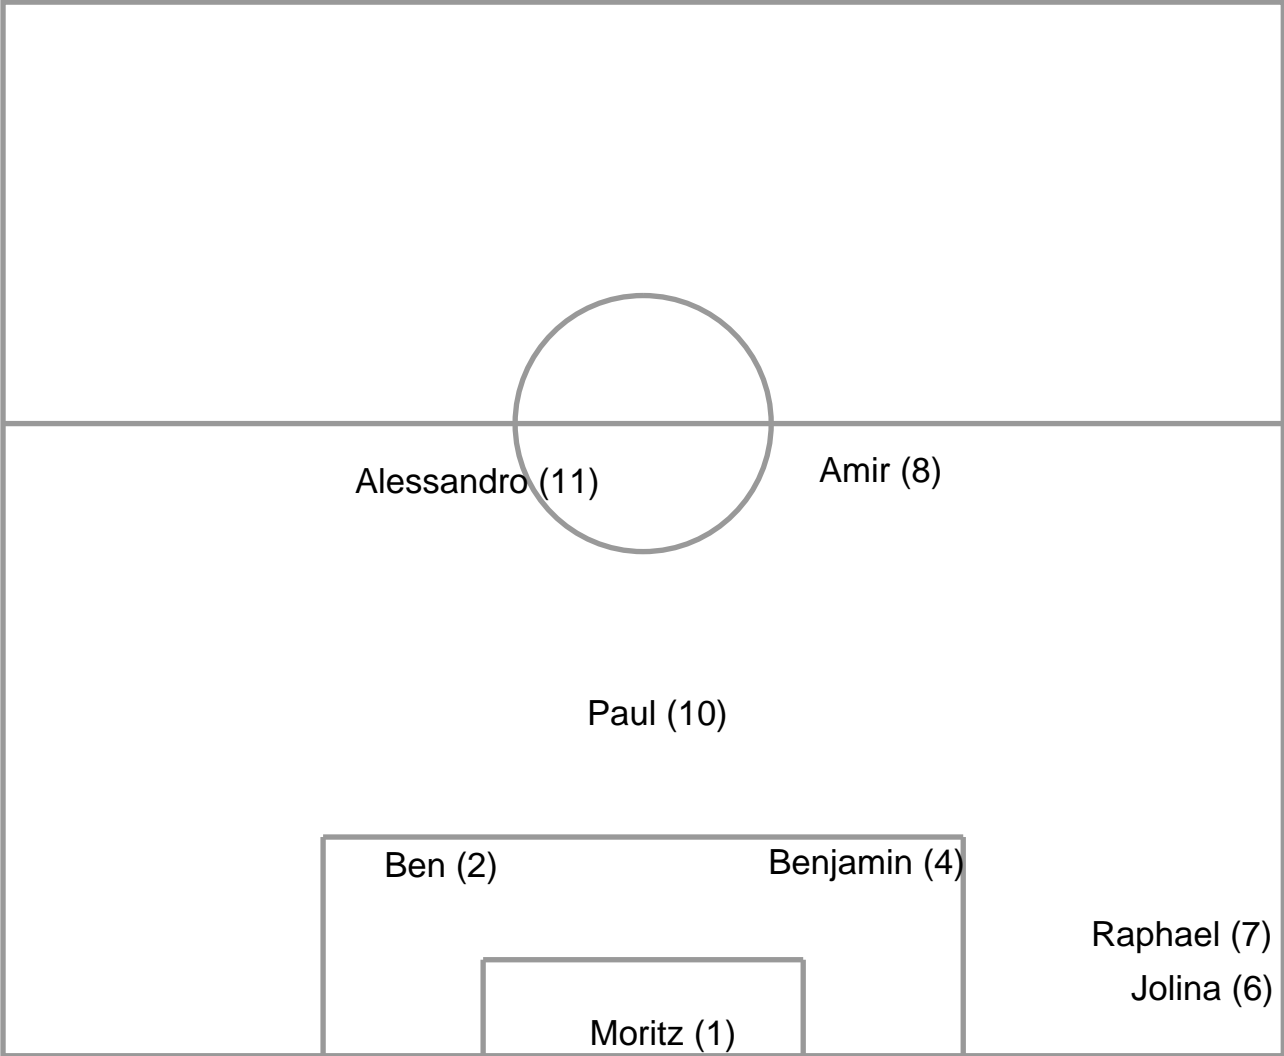 Alessandro (11)
Amir (8)
Paul (10)
Ben (2)
Benjamin (4)
Raphael (7)
Jolina (6)
Moritz (1)